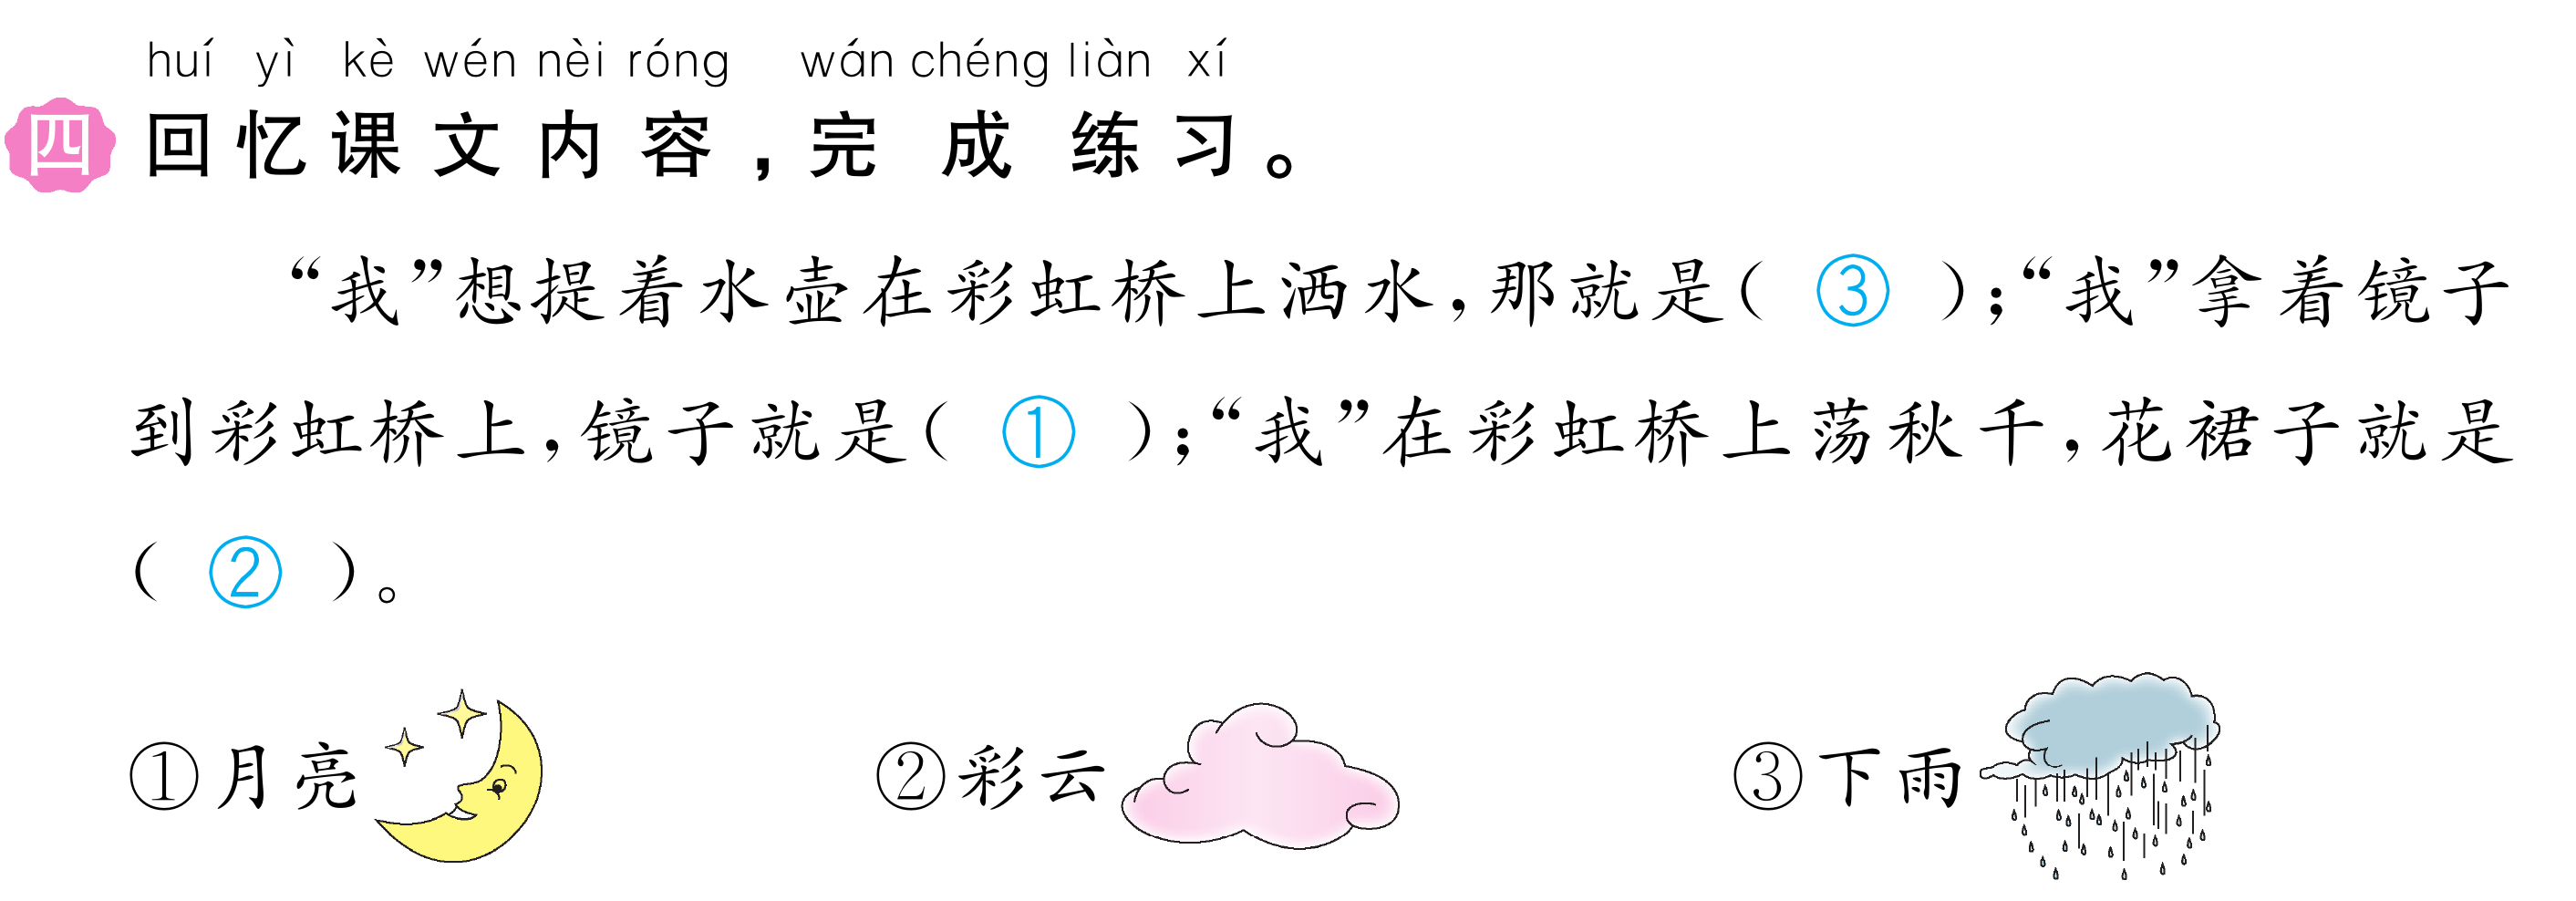 huí yì kè wén nèi róng wán chéng liàn xí
四 回忆课文内容,完成练习。
“我”想提着水壶在彩虹桥上洒水,那就是( ③ );“我”拿着镜子
到彩虹桥上,镜子就是( ① );“我”在彩虹桥上荡秋千,花裙子就是
( ② )。
①月亮 ②彩云 ③下雨